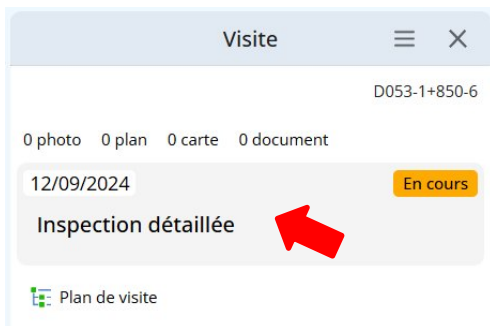 Visite
D053-1+850-6
0 photo 0 plan 0 carte 0 document
12/09/2024 En cours
Inspection détaillée
Plan de visite